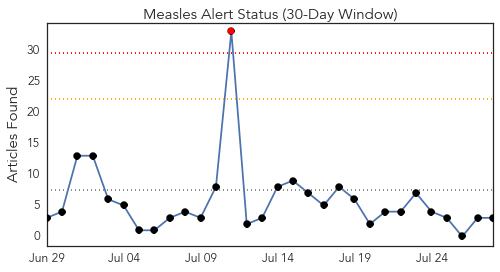 Measles Alert Status (30-Day Window)
Articles Found
30
25
20
15
10
5
0
Jun 29 Jul 04 Jul 09 Jul 14 Jul 19 Jul 24